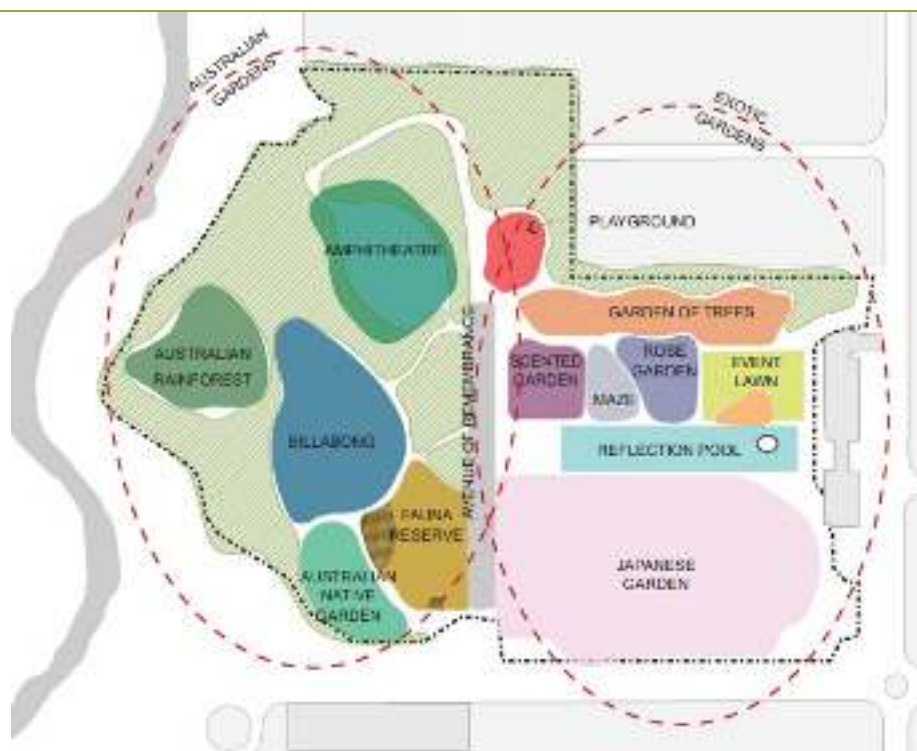 AUSTRALIAN
GARDENS
EXOTIC
GARDENS
PLAYGROUND
AMPHITHEATRE
GARDEN OF TREES
AUSTRALIAN
RAINFOREST
SCENTED
GARDEN
MAZE
ROSE
GARDEN
EVENT
LAWN
BILLABONG
AVENUE OF REMEMBRANCE
REFLECTION POOL
FAUNA
RESERVE
AUSTRALIAN
NATIVE
GARDEN
JAPANESE
GARDEN